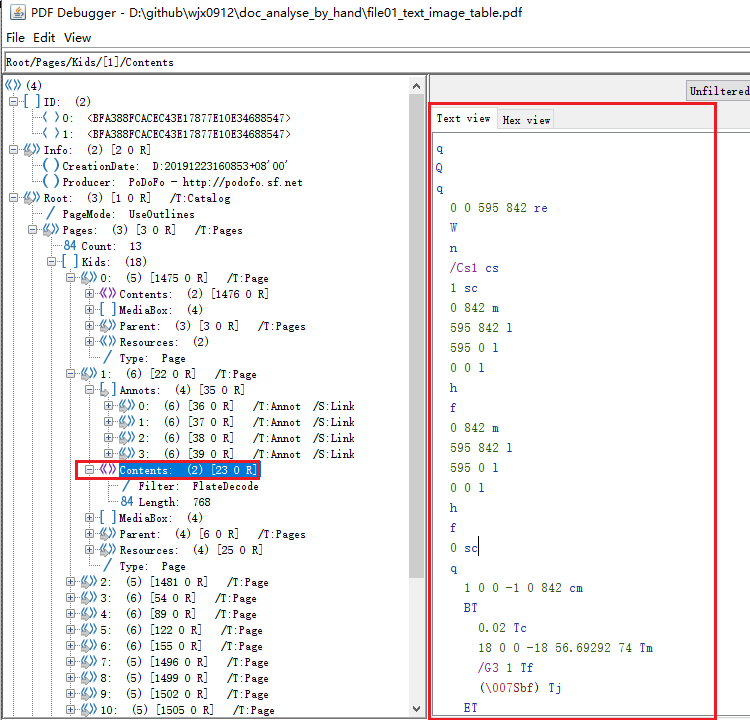 PDF Debugger - D:\github\wjx0912\doc_analyse_by_hand\file01_text_image_table.pdf
File Edit View
Root/Pages/Kids/[1]/Contents
(4)
ID: (2)
0: <BFA388FCACEC43E17877E10E34688547>
1: <BFA388FCACEC43E17877E10E34688547>
Info: (2) [2 0 R]
CreationDate: D:20191223160853+08'00'
Producer: PoDoFo - http://podofo.sf.net
Root: (3) [1 0 R] /T:Catalog
PageMode: UseOutlines
Pages: (3) [3 0 R] /T:Pages
84 Count: 13
Kids: (18)
0: (5) [1475 0 R] /T:Page
Contents: (2) [1476 0 R]
MediaBox: (4)
Parent: (3) [3 0 R] /T:Pages
Resources: (2)
Type: Page
1: (6) [22 0 R] /T:Page
Annots: (4) [35 0 R]
0: (6) [36 0 R] /T:Annot /S:Link
1: (6) [37 0 R] /T:Annot /S:Link
2: (6) [38 0 R] /T:Annot /S:Link
3: (6) [39 0 R] /T:Annot /S:Link
Contents: (2) [23 0 R]
Filter: FlateDecode
84 Length: 768
MediaBox: (4)
Parent: (4) [6 0 R] /T:Pages
Resources: (4) [25 0 R]
Type: Page
2: (5) [1481 0 R] /T:Page
3: (6) [54 0 R] /T:Page
4: (6) [89 0 R] /T:Page
5: (6) [122 0 R] /T:Page
6: (6) [155 0 R] /T:Page
7: (5) [1496 0 R] /T:Page
8: (5) [1499 0 R] /T:Page
9: (5) [1502 0 R] /T:Page
10: (5) [1505 0 R] /T:Page
Unfiltered
Text view Hex view
q
Q
q
0 0 595 842 re
W
n
/Cs1 cs
1 sc
0 842 m
595 842 l
595 0 l
0 0 l
h
f
0 842 m
595 842 l
595 0 l
0 0 l
h
f
0 sc
q
1 0 0 -1 0 842 cm
BT
0.02 Tc
18 0 0 -18 56.69292 74 Tm
/G3 1 Tf
(\007Sbf) Tj
ET